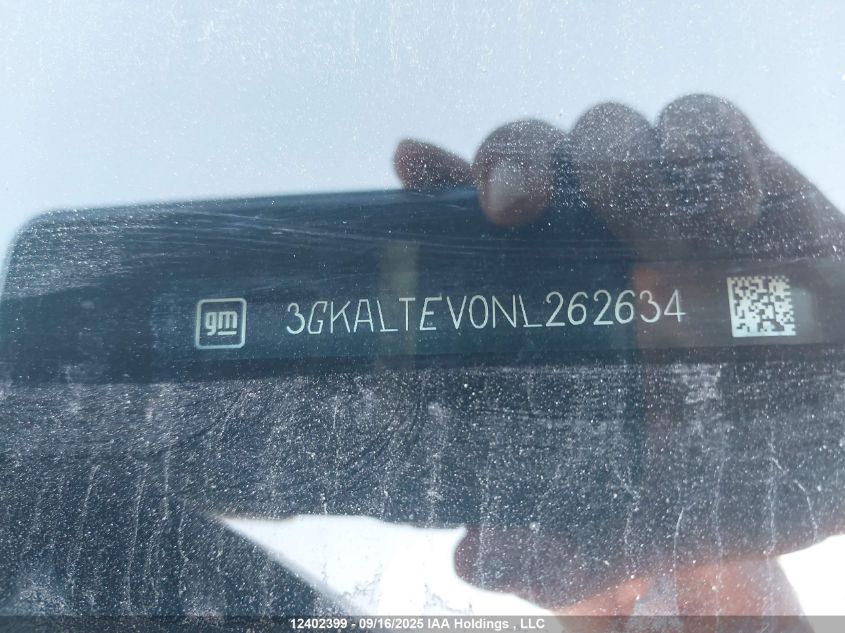 gm 3GKALTEV0NL262634
12402399 - 09/16/2025 IAA Holdings , LLC